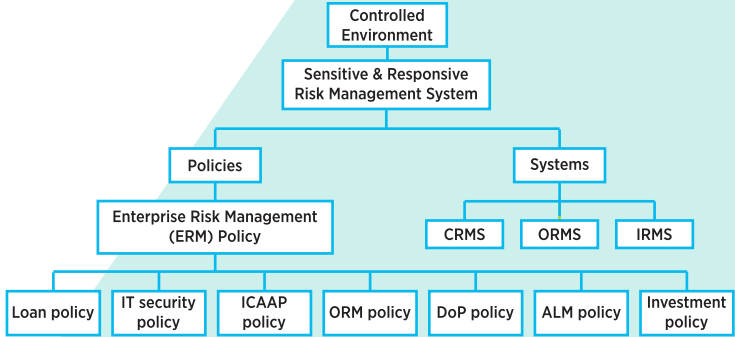 Controlled
Environment
Sensitive & Responsive
Risk Management System
Policies
Systems
Enterprise Risk Management
(ERM) Policy
CRMS
ORMS
IRMS
Loan policy
IT security
policy
ICAAP
policy
ORM policy
DoP policy
ALM policy
Investment
policy